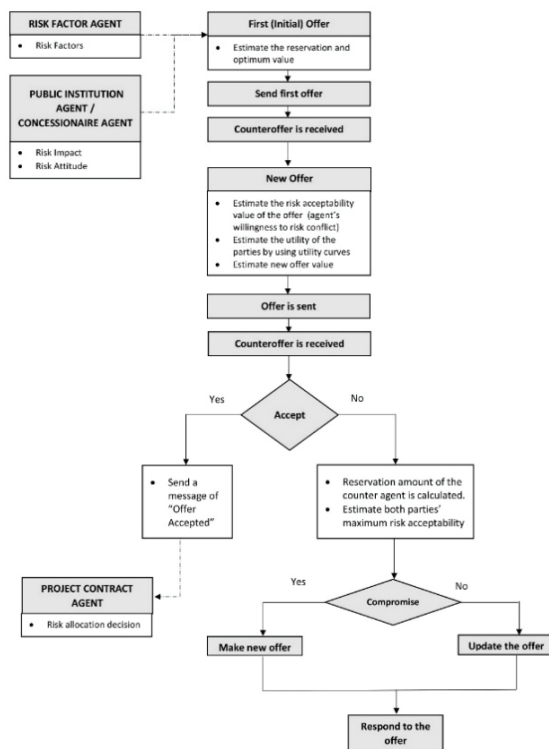 RISK FACTOR AGENT
• Risk Factors
PUBLIC INSTITUTION
AGENT /
CONCESSIONAIRE AGENT
• Risk Impact
• Risk Attitude
First (Initial) Offer
• Estimate the reservation and
optimum value
Send first offer
Counteroffer is received
New Offer
• Estimate the risk acceptability
value of the offer (agent's
willingness to risk conflict)
• Estimate the utility of the
parties by using utility curves
• Estimate new offer value
Offer is sent
Counteroffer is received
Yes
Accept
No
• Send a
message of
“Offer
Accepted”
• Reservation amount of the
counter agent is calculated.
• Estimate both parties'
maximum risk acceptability
PROJECT CONTRACT
AGENT
• Risk allocation decision
Yes
Compromise
No
Make new offer
Update the offer
Respond to the
offer